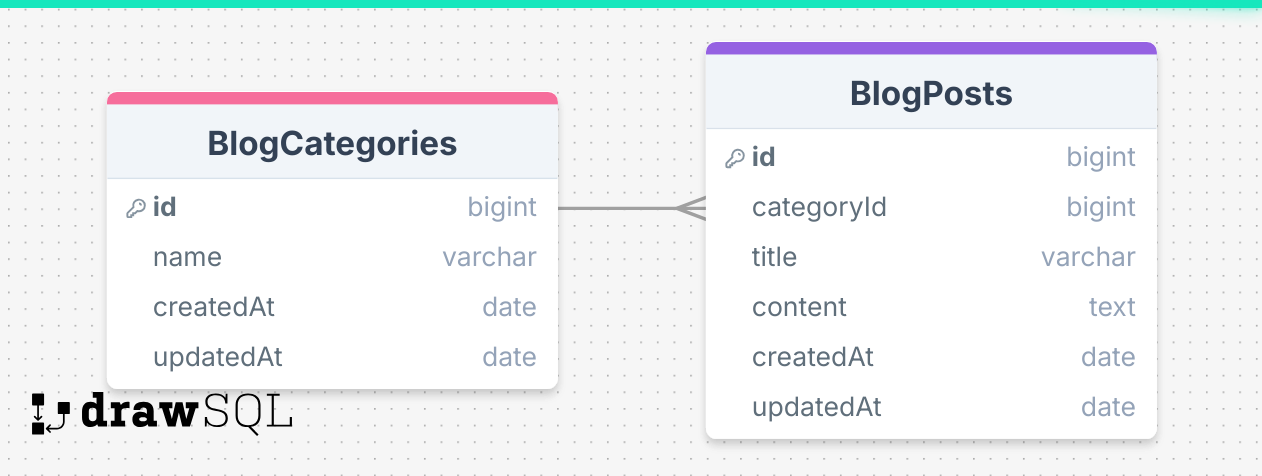 BlogCategories
id bigint
name varchar
createdAt date
updatedAt date
BlogPosts
id bigint
categoryId bigint
title varchar
content text
createdAt date
updatedAt date
drawSQL